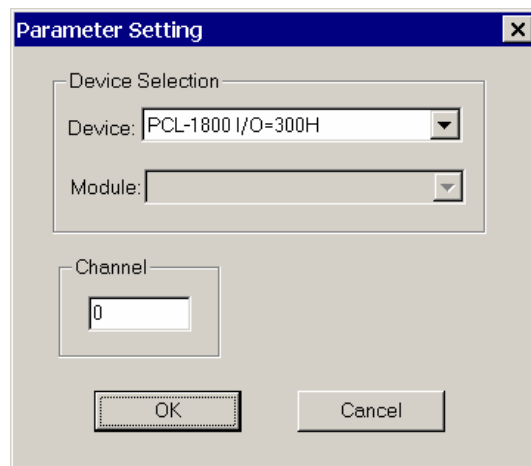 Parameter Setting
Device Selection
Device: PCL-1800 I/O=300H
Module:
Channel
0
OK Cancel